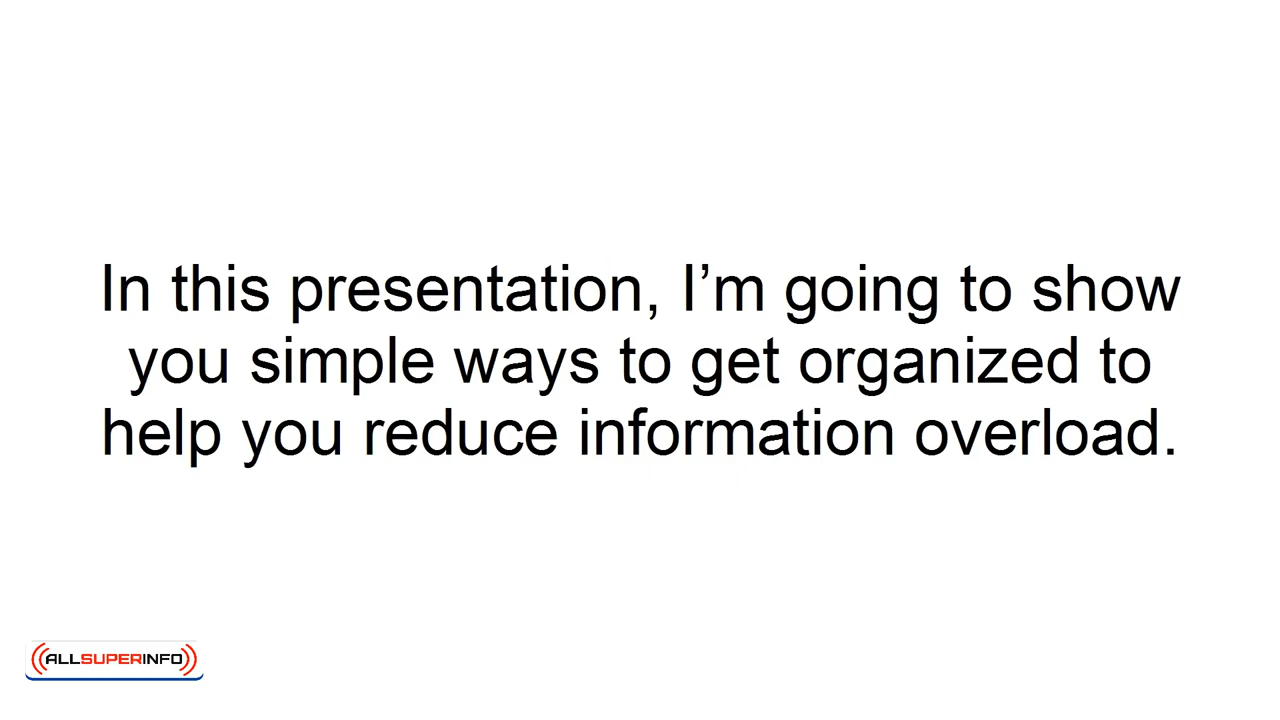 In this presentation, I’m going to show
you simple ways to get organized to
help you reduce information overload.
ALLSUPERINFO